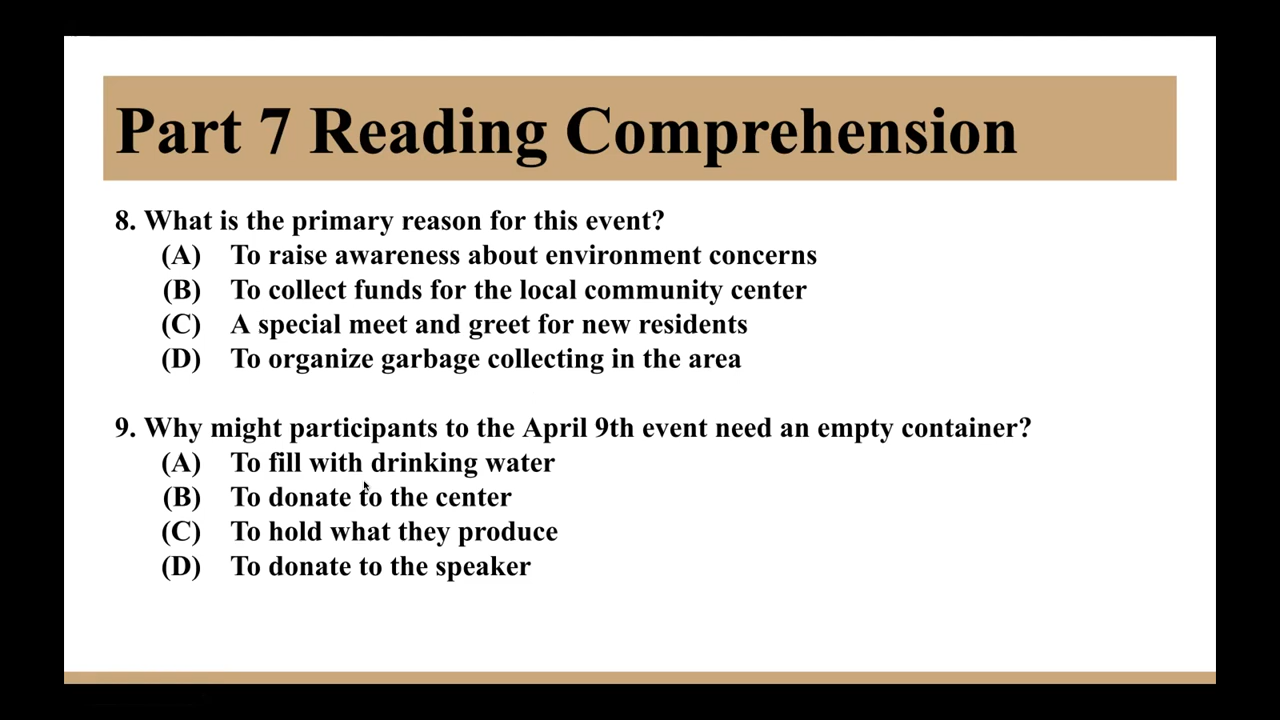 Part 7 Reading Comprehension
8. What is the primary reason for this event?
(A) To raise awareness about environment concerns
(B) To collect funds for the local community center
(C) A special meet and greet for new residents
(D) To organize garbage collecting in the area
9. Why might participants to the April 9th event need an empty container?
(A) To fill with drinking water
(B) To donate to the center
(C) To hold what they produce
(D) To donate to the speaker